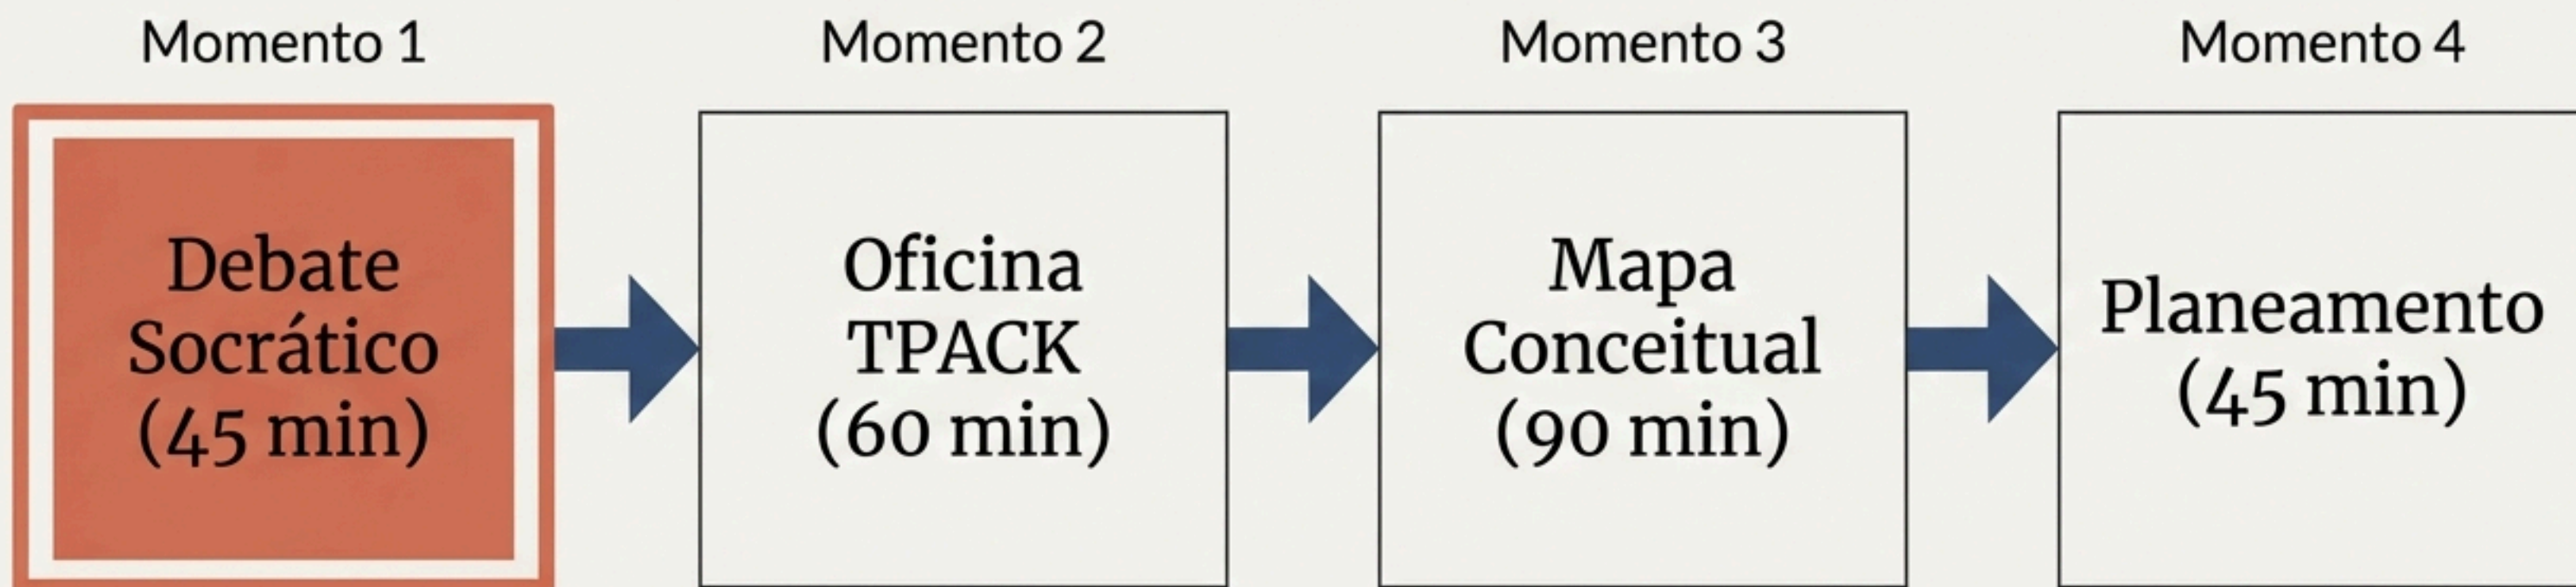 Momento 1
Debate
Socrático
(45 min)
Momento 2
Oficina
TPACK
(60 min)
Momento 3
Mapa
Conceitual
(90 min)
Momento 4
Planeamento
(45 min)